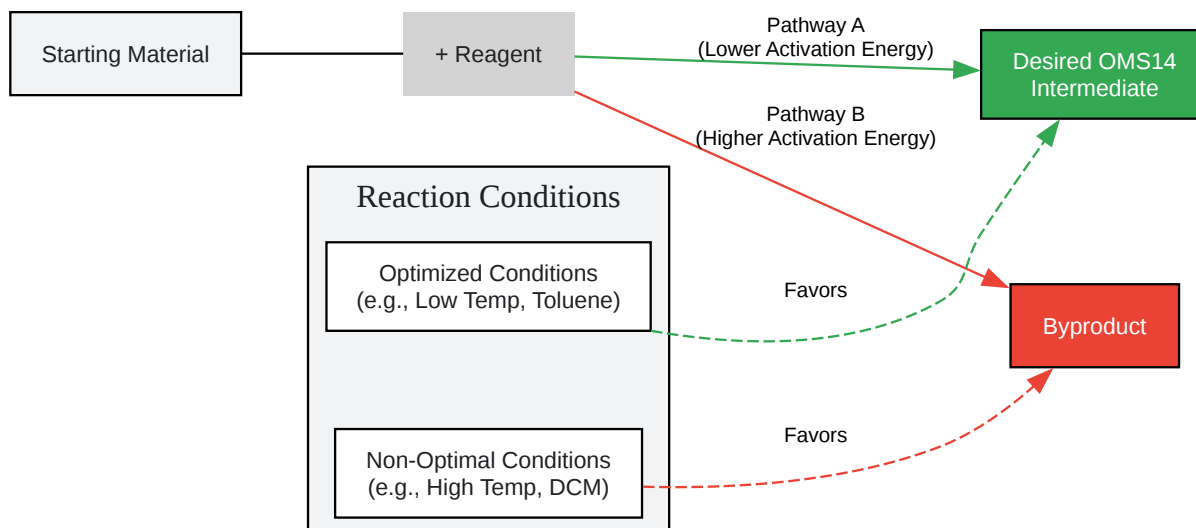 Starting Material
+ Reagent
Pathway A
(Lower Activation Energy)
Desired OMS14
Intermediate
Pathway B
(Higher Activation Energy)
Reaction Conditions
Optimized Conditions
(e.g., Low Temp, Toluene)
Favors
Byproduct
Favors
Non-Optimal Conditions
(e.g., High Temp, DCM)